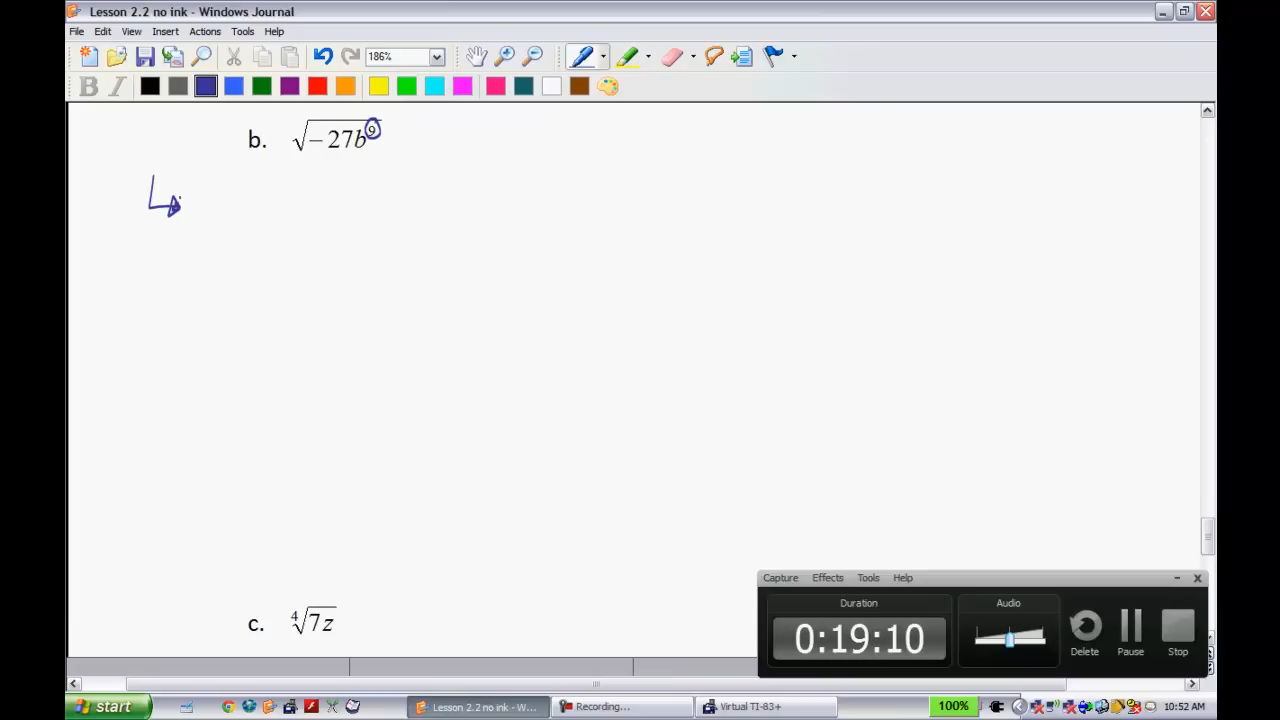 Lesson 2.2 no ink - Windows Journal
File Edit View Insert Actions Tools Help
186%
B I
b. √−27b⁹
c. ⁴√7z
Capture Effects Tools Help
Duration Audio
0:19:10
Delete Pause Stop
start Lesson 2.2 no ink - W... Recording... Virtual TI-83+ 100% 10:52 AM